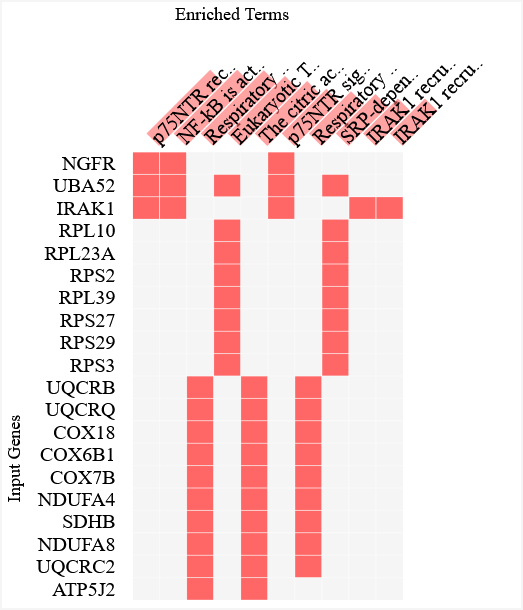 Enriched Terms
p75NTR rec..
NF-kB is act..
Respiratory ..
Eukaryotic T..
The citric ac..
p75NTR sig..
Respiratory ..
SRP-depen..
IRAK1 recru..
IRAK1 recru..
Input Genes
NGFR
UBA52
IRAK1
RPL10
RPL23A
RPS2
RPL39
RPS27
RPS29
RPS3
UQCRB
UQCRQ
COX18
COX6B1
COX7B
NDUFA4
SDHB
NDUFA8
UQCRC2
ATP5J2